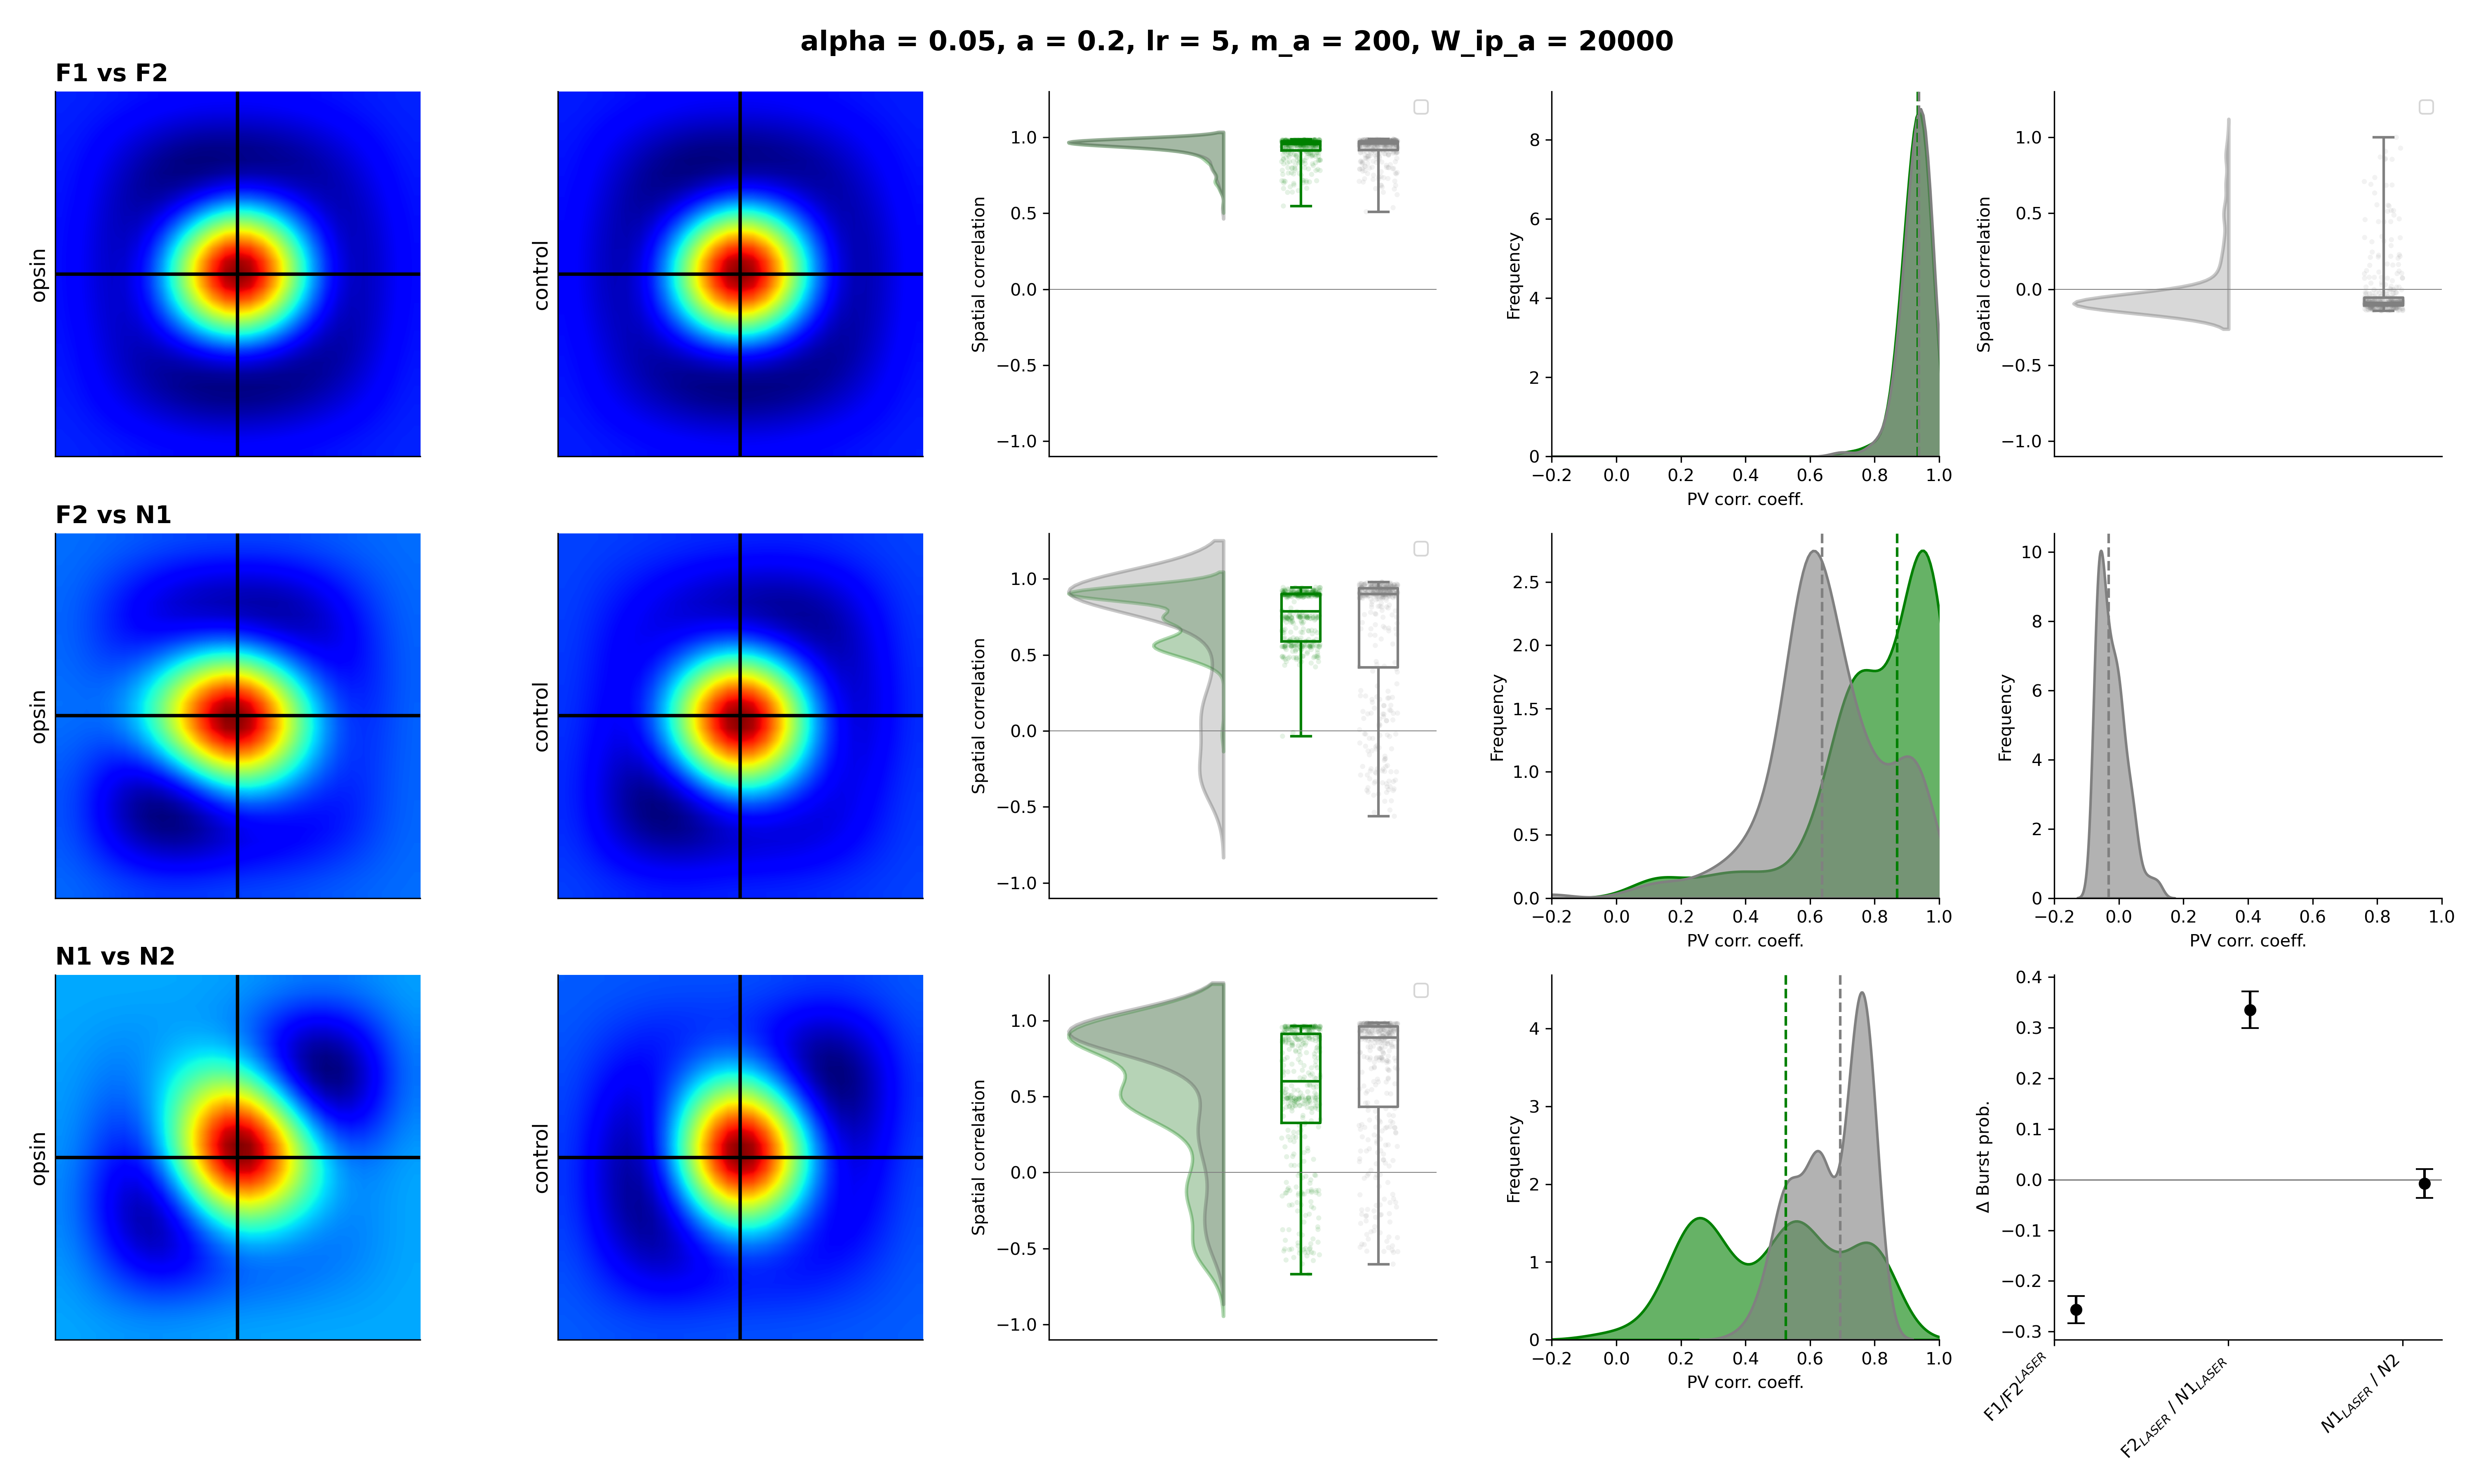 alpha = 0.05, a = 0.2, lr = 5, m_a = 200, W_ip_a = 20000
F1 vs F2
opsin
control
Spatial correlation
1.0
0.5
0.0
−0.5
−1.0
Frequency
8
6
4
2
0
−0.2 0.0 0.2 0.4 0.6 0.8 1.0
PV corr. coeff.
Spatial correlation
1.0
0.5
0.0
−0.5
−1.0
F2 vs N1
opsin
control
Spatial correlation
1.0
0.5
0.0
−0.5
−1.0
Frequency
2.5
2.0
1.5
1.0
0.5
0.0
−0.2 0.0 0.2 0.4 0.6 0.8 1.0
PV corr. coeff.
Frequency
10
8
6
4
2
0
−0.2 0.0 0.2 0.4 0.6 0.8 1.0
PV corr. coeff.
N1 vs N2
opsin
control
Spatial correlation
1.0
0.5
0.0
−0.5
−1.0
Frequency
4
3
2
1
0
−0.2 0.0 0.2 0.4 0.6 0.8 1.0
PV corr. coeff.
Δ Burst prob.
0.4
0.3
0.2
0.1
0.0
−0.1
−0.2
−0.3
F1/F2^LASER
F2_LASER / N1_LASER
N1_LASER / N2